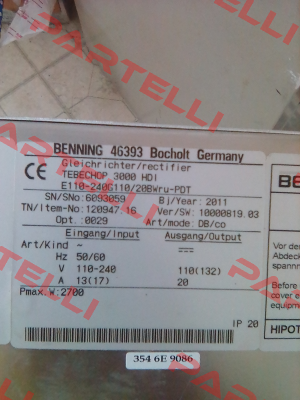 PARTELLI
BENNING 46393 Bocholt Germany
CE Gleichrichter/rectifier
TEBECHOP 3000 HDI
E110-240G110/20BWru-PDT
SN/SNo: 6093059 Bj/Year: 2011
TN/Item-No: 120947.16 Ver/SW: 10000819.03
Opt.: 0029 Art/mode: DB/co
Eingang/Input Ausgang/Output
Art/Kind ~ ---
Hz 50/60 ---
V 110-240 110(132)
A 13(17) 20
Pmax. W: 2700
IP 20
354 6E 9086
BE
Vor
Abdeck
Before
cover
equipm
HIPOT